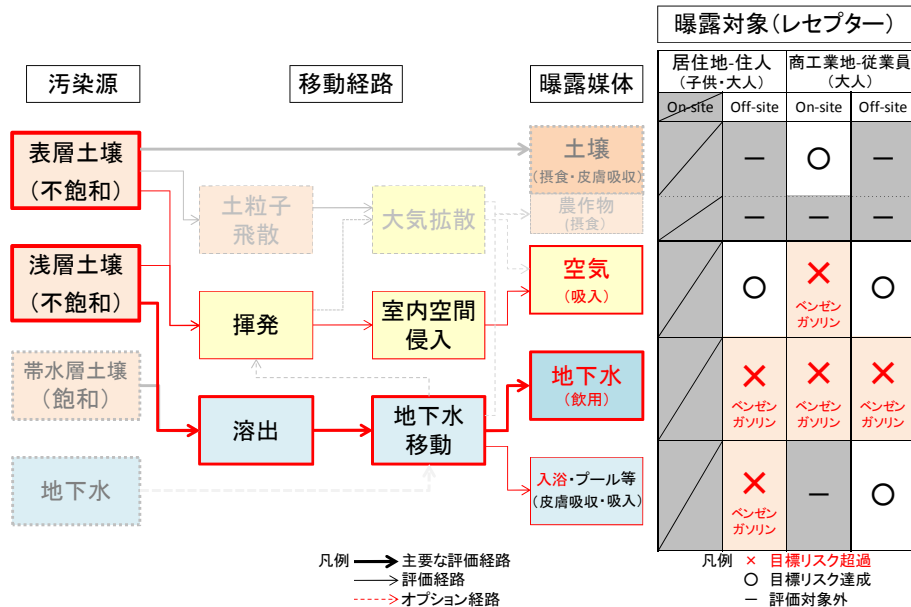 曝露対象（レセプター）
汚染源
移動経路
曝露媒体
居住地-住人
（子供・大人）
商工業地-従業員
（大人）
On-site
Off-site
On-site
Off-site
表層土壌
（不飽和）
土壌
（摂食・皮膚吸収）
－
○
－
土粒子
飛散
大気拡散
農作物
（摂食）
－
－
－
浅層土壌
（不飽和）
揮発
室内空間
侵入
空気
（吸入）
○
×
ベンゼン
ガソリン
○
帯水層土壌
（飽和）
溶出
地下水
移動
地下水
（飲用）
×
ベンゼン
ガソリン
×
ベンゼン
ガソリン
×
ベンゼン
ガソリン
地下水
入浴・プール等
（皮膚吸収・吸入）
×
ベンゼン
ガソリン
－
○
凡例
主要な評価経路
評価経路
オプション経路
凡例 × 目標リスク超過
○ 目標リスク達成
－ 評価対象外